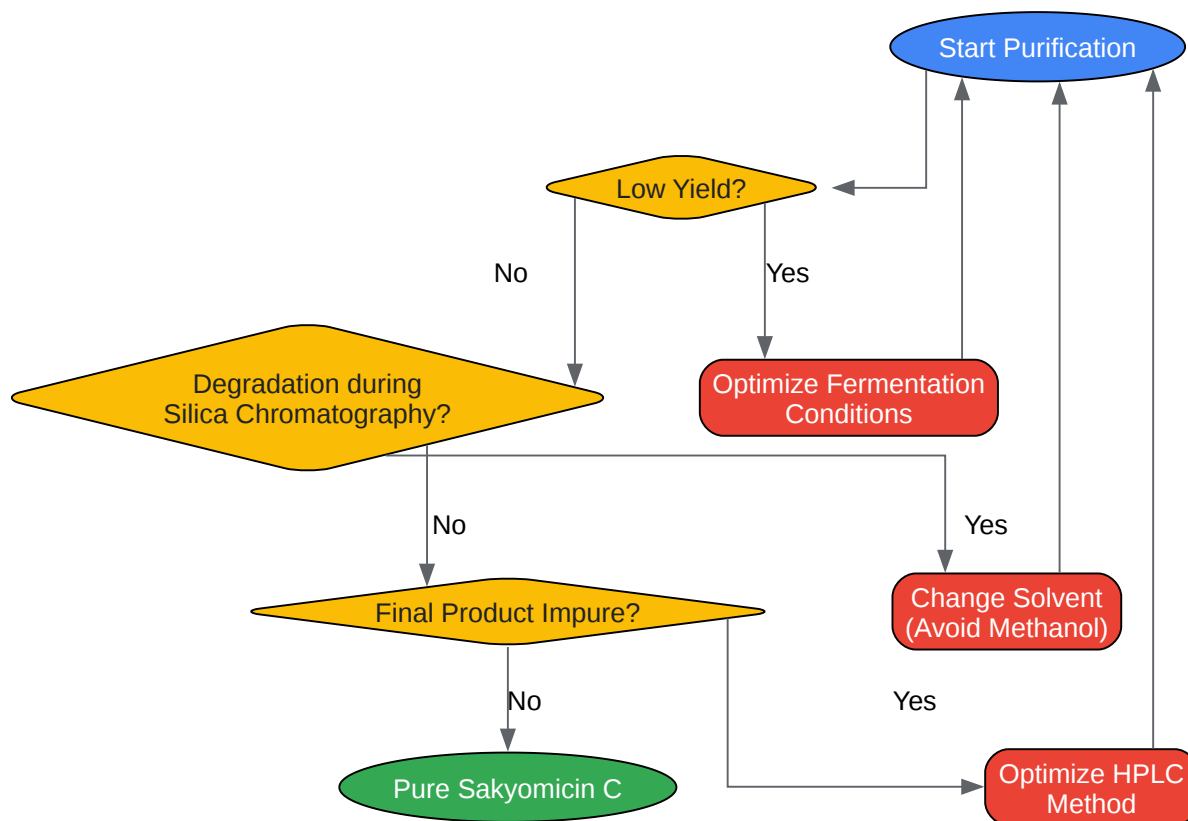 Start Purification
Low Yield?
No
Yes
Degradation during
Silica Chromatography?
Optimize Fermentation
Conditions
No
Yes
Final Product Impure?
Change Solvent
(Avoid Methanol)
No
Yes
Pure Sakyomicin C
Optimize HPLC
Method